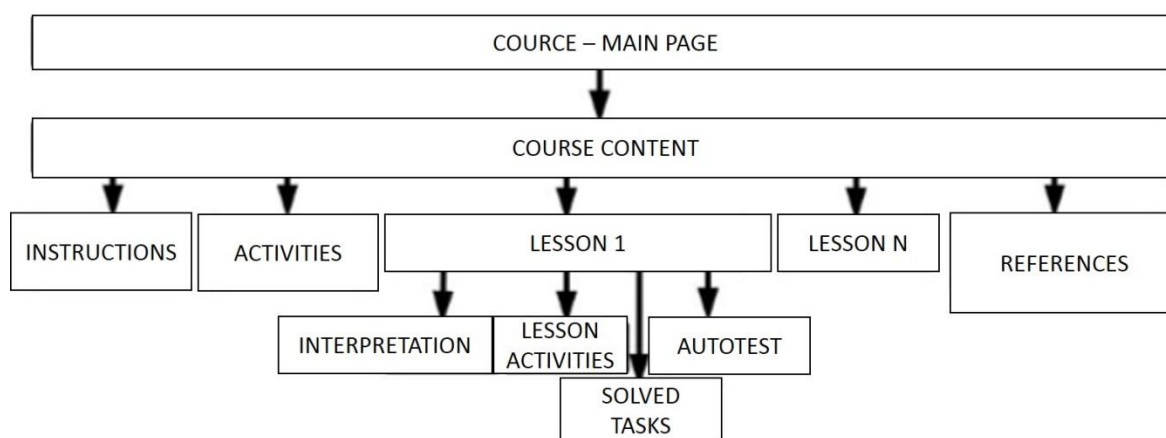 COURCE – MAIN PAGE
COURSE CONTENT
INSTRUCTIONS
ACTIVITIES
LESSON 1
LESSON N
REFERENCES
INTERPRETATION
LESSON
ACTIVITIES
AUTOTEST
SOLVED
TASKS